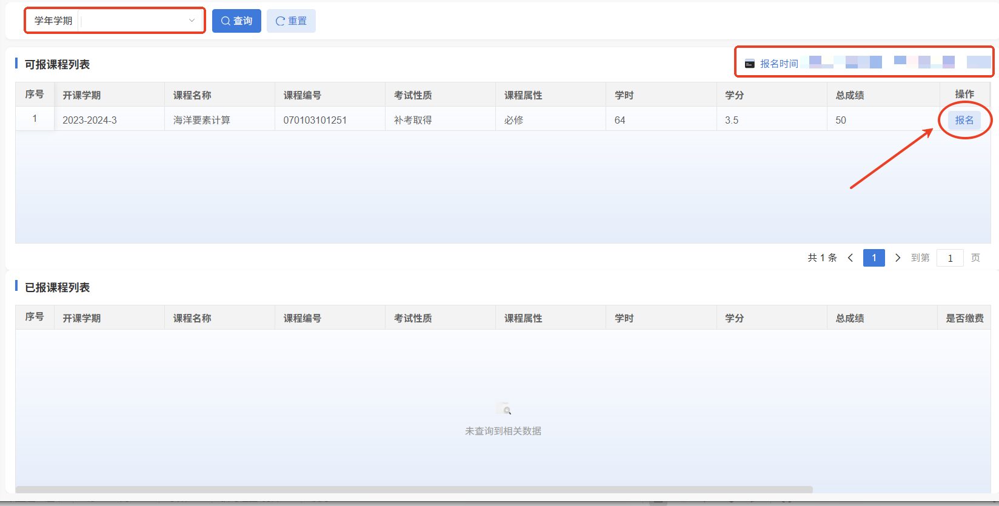 学年学期 查询 重置
可报课程列表 报名时间
序号 开课学期 课程名称 课程编号 考试性质 课程属性 学时 学分 总成绩 操作
1 2023-2024-3 海洋要素计算 070103101251 补考取得 必修 64 3.5 50 报名
共 1 条 1 到第 1 页
已报课程列表
序号 开课学期 课程名称 课程编号 考试性质 课程属性 学时 学分 总成绩 是否缴费
未查询到相关数据